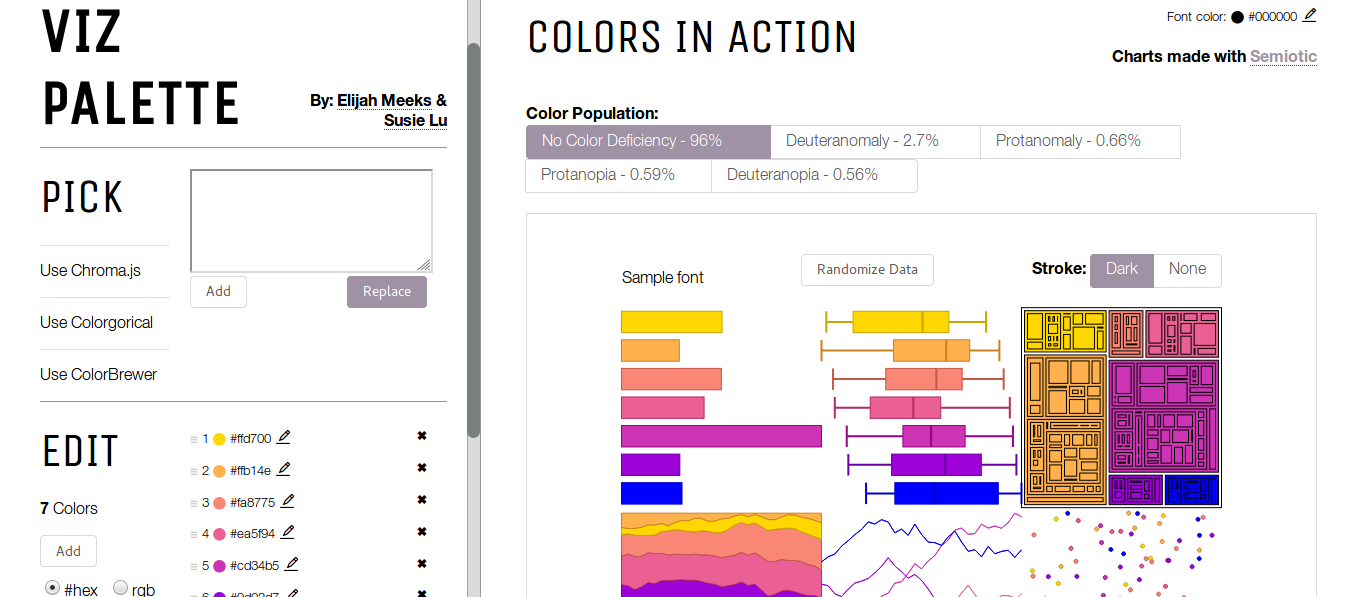 VIZ
PALETTE
By: Elijah Meeks &
Susie Lu
PICK
Use Chroma.js
Use Colorgorical
Use ColorBrewer
Add
Replace
EDIT
7 Colors
Add
#hex rgb
1 #ffd700
2 #ffb14e
3 #fa8775
4 #ea5f94
5 #cd34b5
6 #9d02d7
COLORS IN ACTION
Font color: #000000
Charts made with Semiotic
Color Population:
No Color Deficiency - 96% Deuteranomaly - 2.7% Protanomaly - 0.66%
Protanopia - 0.59% Deuteranopia - 0.56%
Sample font
Randomize Data
Stroke: Dark None